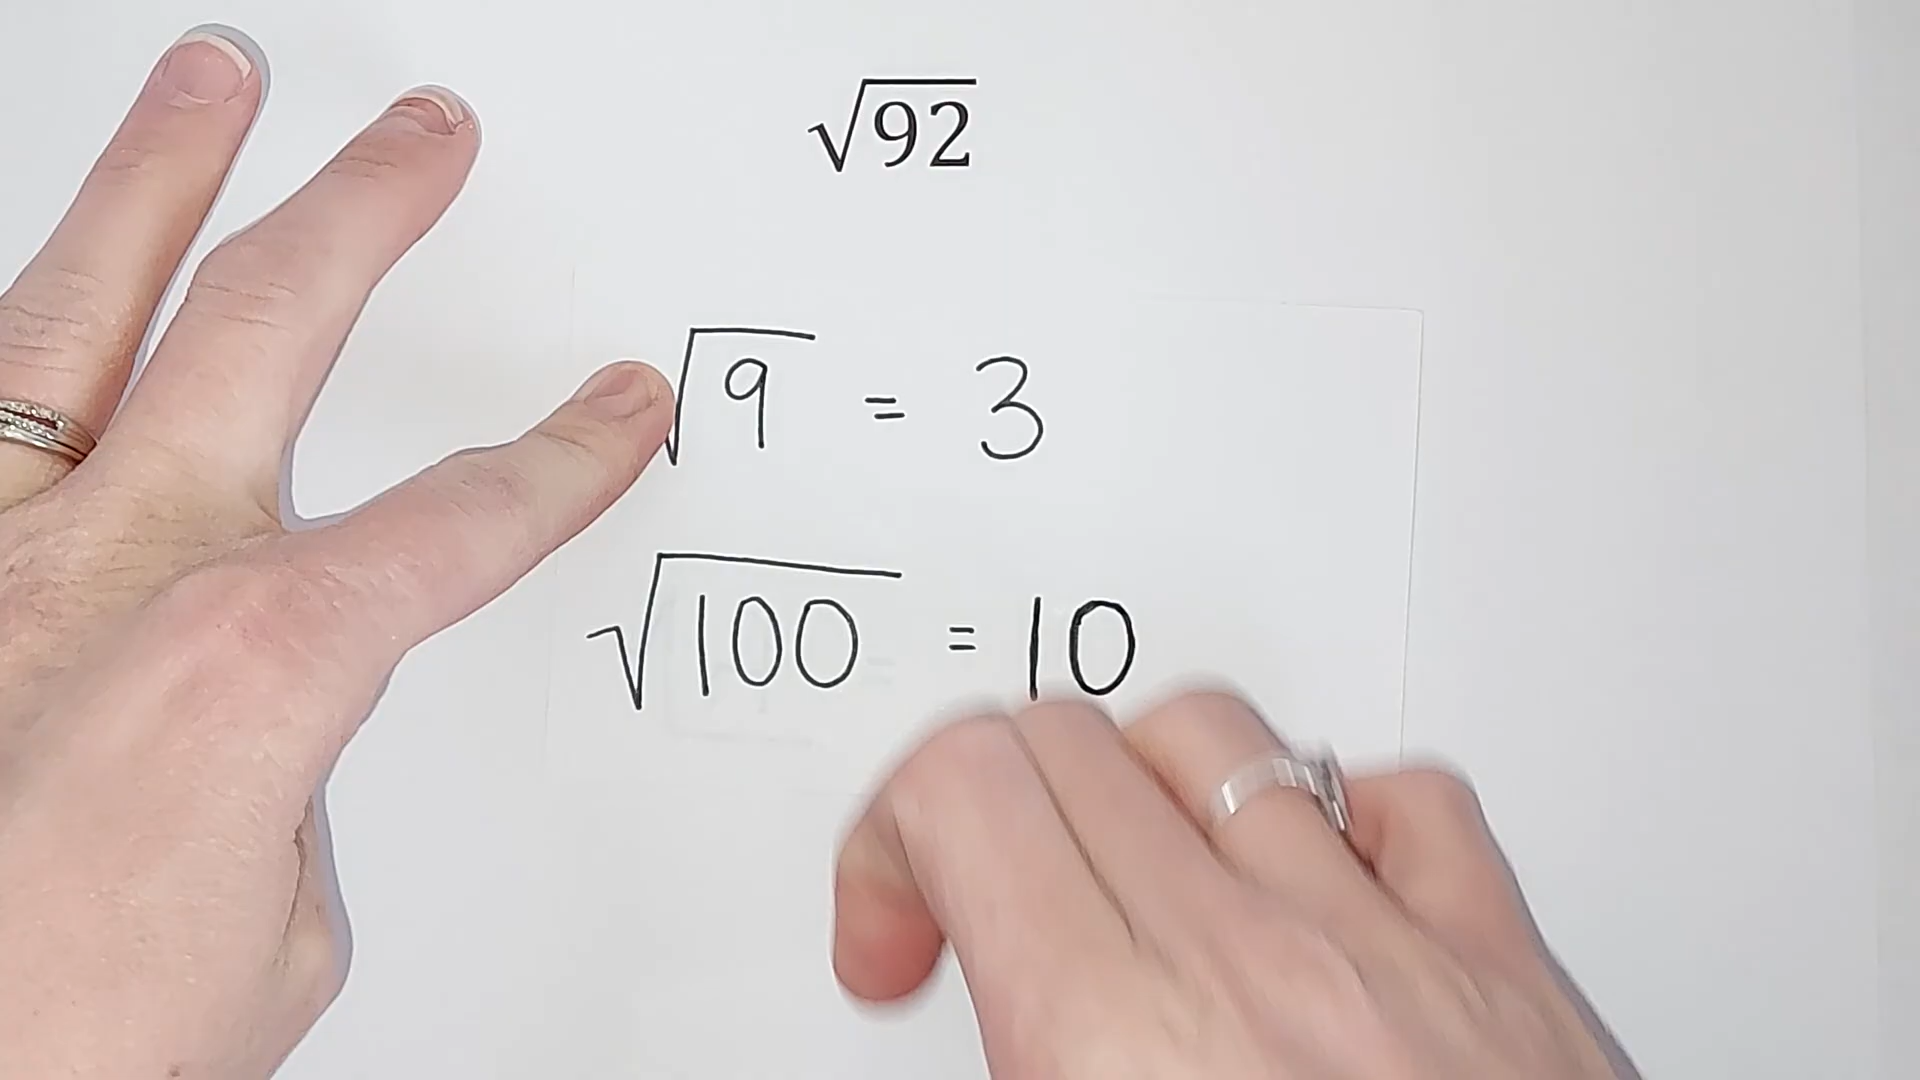 √92
√9 = 3
√100 = 10